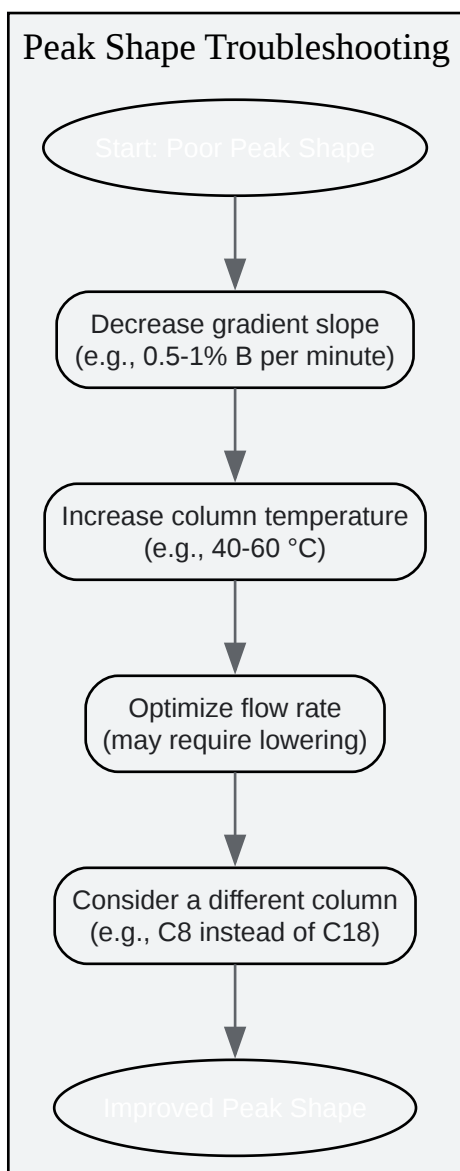 Peak Shape Troubleshooting
Start: Poor Peak Shape
Decrease gradient slope
(e.g., 0.5-1% B per minute)
Increase column temperature
(e.g., 40-60 °C)
Optimize flow rate
(may require lowering)
Consider a different column
(e.g., C8 instead of C18)
Improved Peak Shape